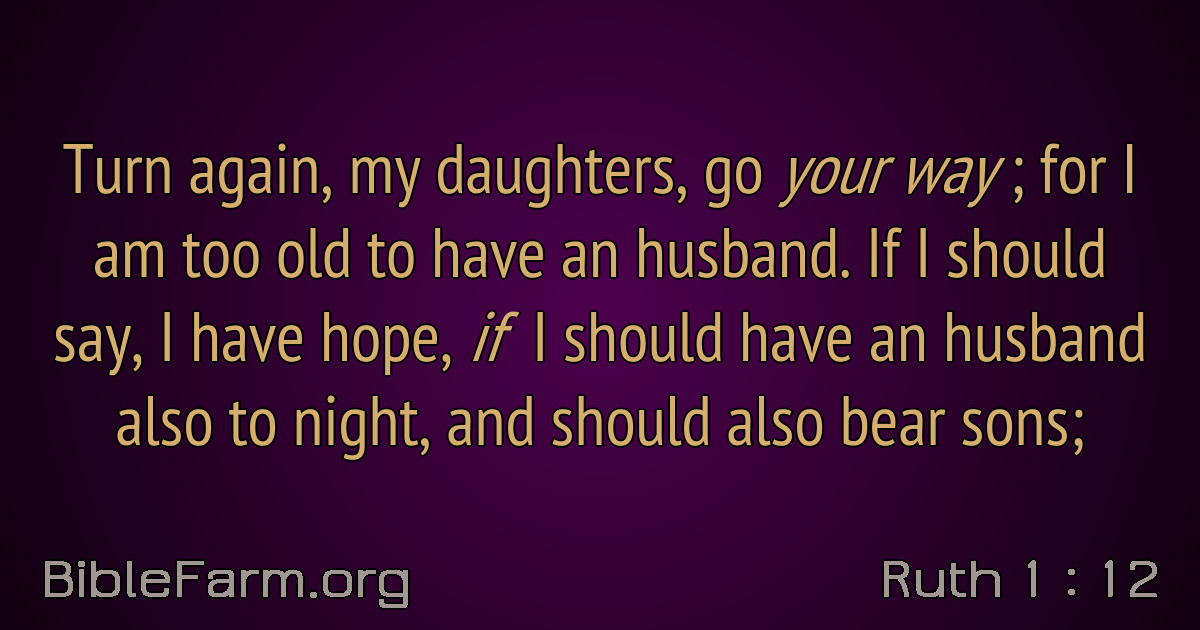 Turn again, my daughters, go your way ; for I
am too old to have an husband. If I should
say, I have hope, if I should have an husband
also to night, and should also bear sons;
BibleFarm.org
Ruth 1 : 12